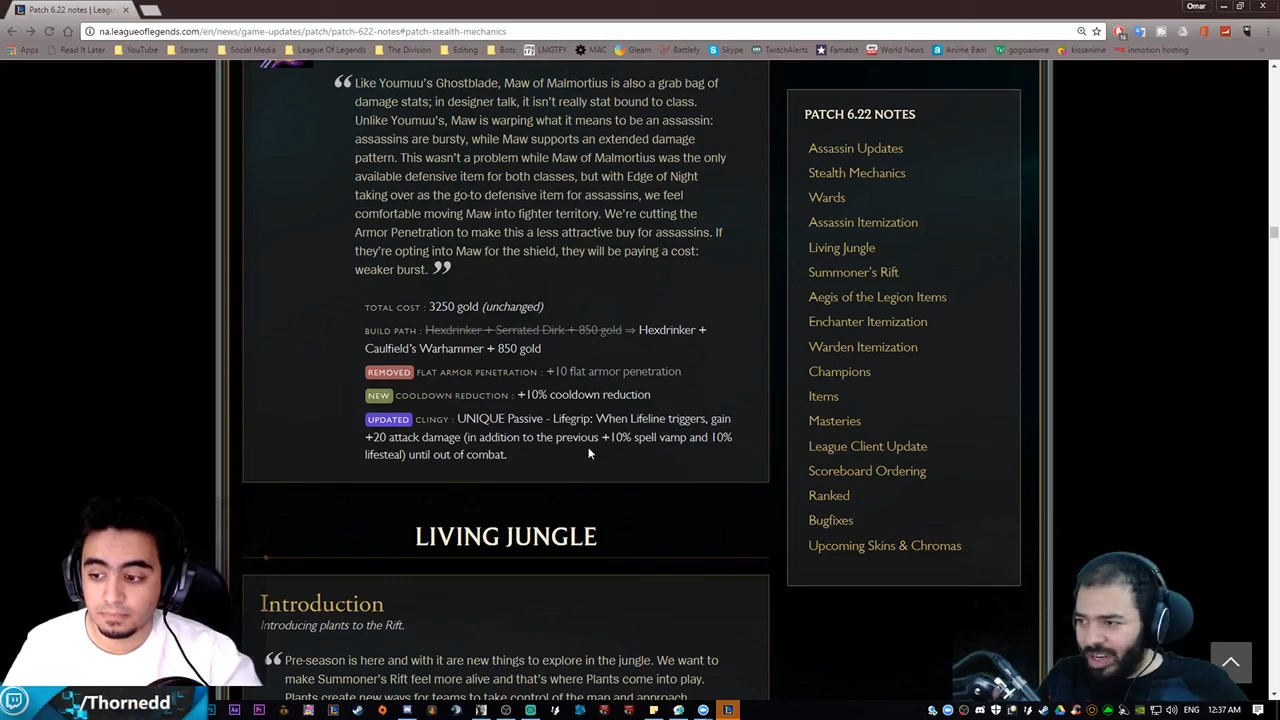 Patch 6.22 notes | Leagu
Omar
na.leagueoflegends.com/en/news/game-updates/patch/patch-622-notes#patch-stealth-mechanics
Apps Read It Later YouTube Streams Social Media League Of Legends The Division Editing Bots LMGTFY MAC Gleam Battlefy Skype TwitchAlerts Famebit World News Anime Bam gogoanime kissanime inmotion hosting
“ Like Youmuu's Ghostblade, Maw of Malmortius is also a grab bag of
damage stats; in designer talk, it isn't really stat bound to class.
Unlike Youmuu's, Maw is warping what it means to be an assassin:
assassins are bursty, while Maw supports an extended damage
pattern. This wasn't a problem while Maw of Malmortius was the only
available defensive item for both classes, but with Edge of Night
taking over as the go-to defensive item for assassins, we feel
comfortable moving Maw into fighter territory. We're cutting the
Armor Penetration to make this a less attractive buy for assassins. If
they're opting into Maw for the shield, they will be paying a cost:
weaker burst. ”
TOTAL COST : 3250 gold (unchanged)
BUILD PATH : Hexdrinker + Serrated Dirk + 850 gold ⇒ Hexdrinker +
Caulfield's Warhammer + 850 gold
REMOVED FLAT ARMOR PENETRATION : +10 flat armor penetration
NEW COOLDOWN REDUCTION : +10% cooldown reduction
UPDATED CLINGY : UNIQUE Passive - Lifegrip: When Lifeline triggers, gain
+20 attack damage (in addition to the previous +10% spell vamp and 10%
lifesteal) until out of combat.
LIVING JUNGLE
Introduction
Introducing plants to the Rift.
“ Pre-season is here and with it are new things to explore in the jungle. We want to
make Summoner's Rift feel more alive and that's where Plants come into play.
Plants create new ways for teams to take control of the map and approach
PATCH 6.22 NOTES
Assassin Updates
Stealth Mechanics
Wards
Assassin Itemization
Living Jungle
Summoner's Rift
Aegis of the Legion Items
Enchanter Itemization
Warden Itemization
Champions
Items
Masteries
League Client Update
Scoreboard Ordering
Ranked
Bugfixes
Upcoming Skins & Chromas
/Thornedd
ENG 12:37 AM